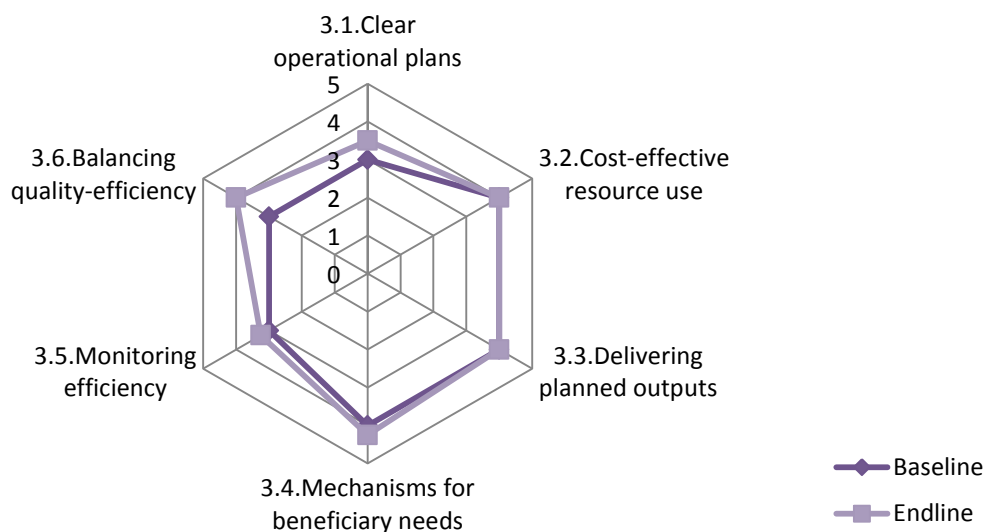 3.1.Clear
operational plans
5
4
3
2
1
0
3.2.Cost-effective
resource use
3.3.Delivering
planned outputs
3.4.Mechanisms for
beneficiary needs
3.5.Monitoring
efficiency
3.6.Balancing
quality-efficiency
Baseline
Endline